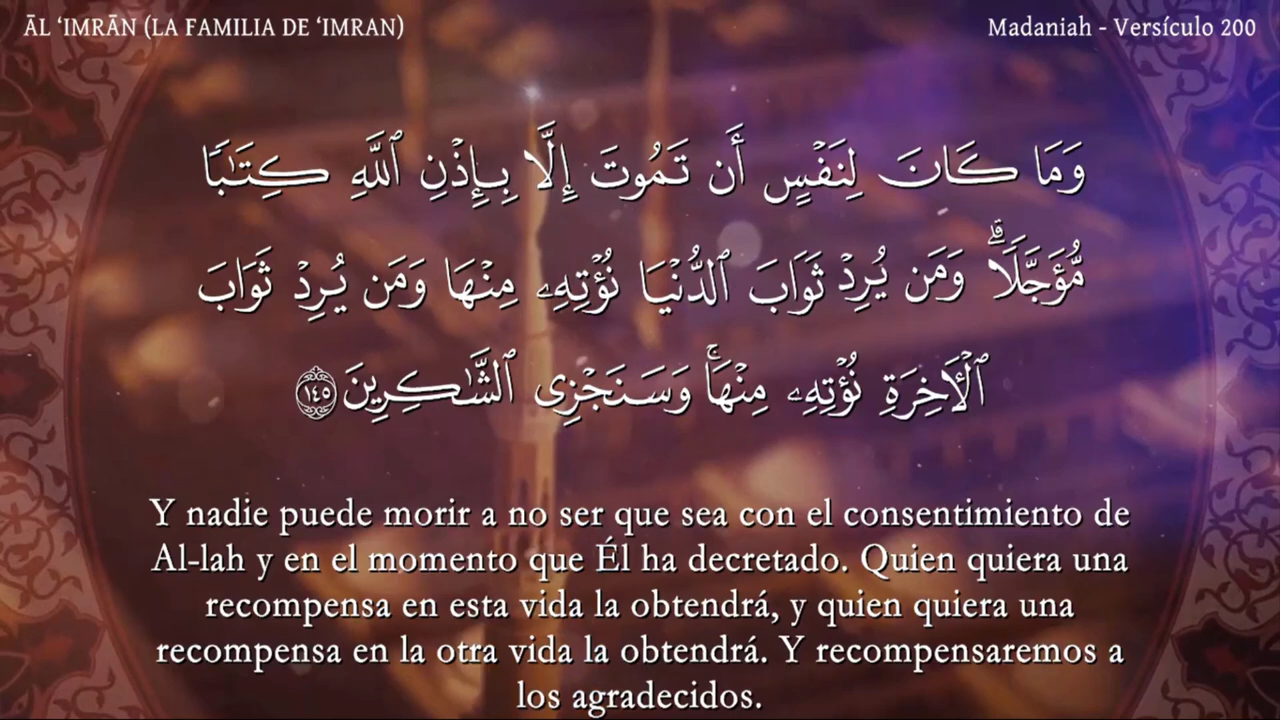 ĀL ‘IMRĀN (LA FAMILIA DE ‘IMRAN)
Madaniah - Versículo 200
وَمَا كَانَ لِنَفْسٍ أَن تَمُوتَ إِلَّا بِإِذْنِ ٱللَّهِ كِتَـٰبًا
مُّؤَجَّلًا ۗ وَمَن يُرِدْ ثَوَابَ ٱلدُّنْيَا نُؤْتِهِۦ مِنْهَا وَمَن يُرِدْ ثَوَابَ
ٱلْـَٔاخِرَةِ نُؤْتِهِۦ مِنْهَا ۚ وَسَنَجْزِى ٱلشَّـٰكِرِينَ ١٤٥
Y nadie puede morir a no ser que sea con el consentimiento de
Al-lah y en el momento que Él ha decretado. Quien quiera una
recompensa en esta vida la obtendrá, y quien quiera una
recompensa en la otra vida la obtendrá. Y recompensaremos a
los agradecidos.